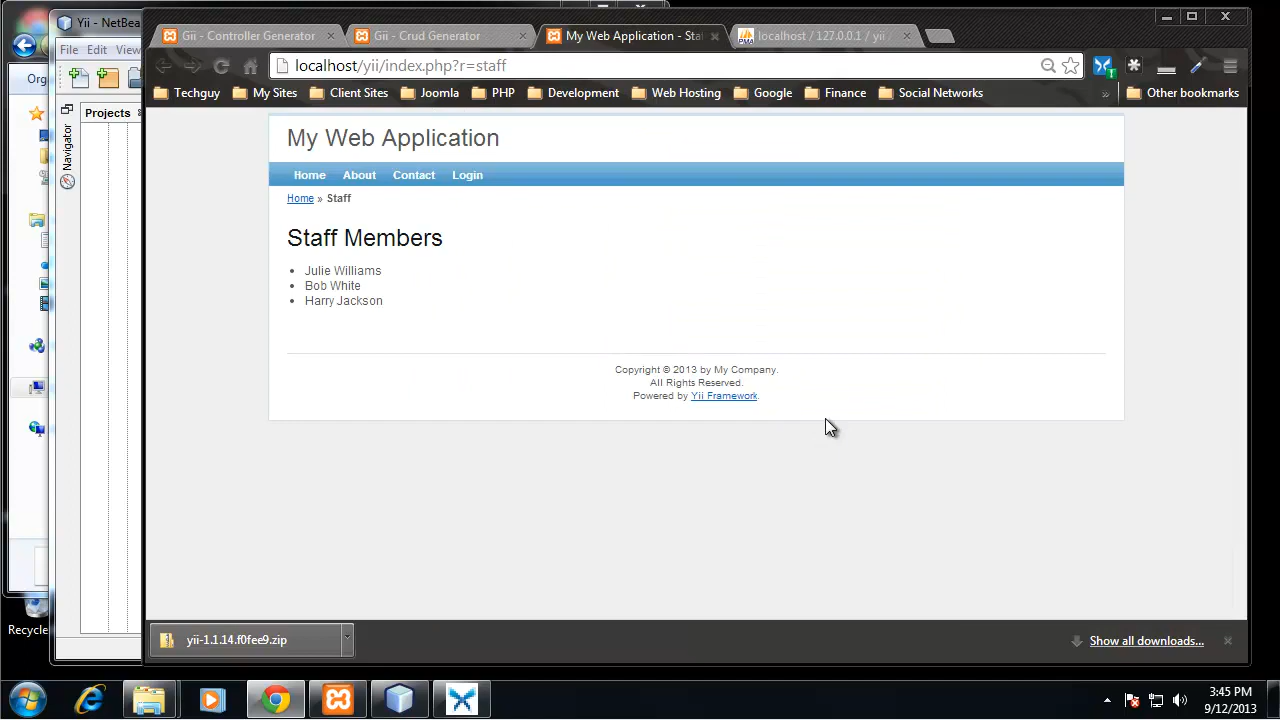 Yii - NetBea
File Edit View
Orga
Projects
Navigator
Recycle
Gii - Controller Generator
Gii - Crud Generator
My Web Application - Sta
localhost / 127.0.0.1 / yii
localhost/yii/index.php?r=staff
Techguy My Sites Client Sites Joomla PHP Development Web Hosting Google Finance Social Networks » Other bookmarks
My Web Application
Home About Contact Login
Home » Staff
Staff Members
• Julie Williams
• Bob White
• Harry Jackson
Copyright © 2013 by My Company.
All Rights Reserved.
Powered by Yii Framework.
yii-1.1.14.f0fee9.zip
Show all downloads...
3:45 PM
9/12/2013